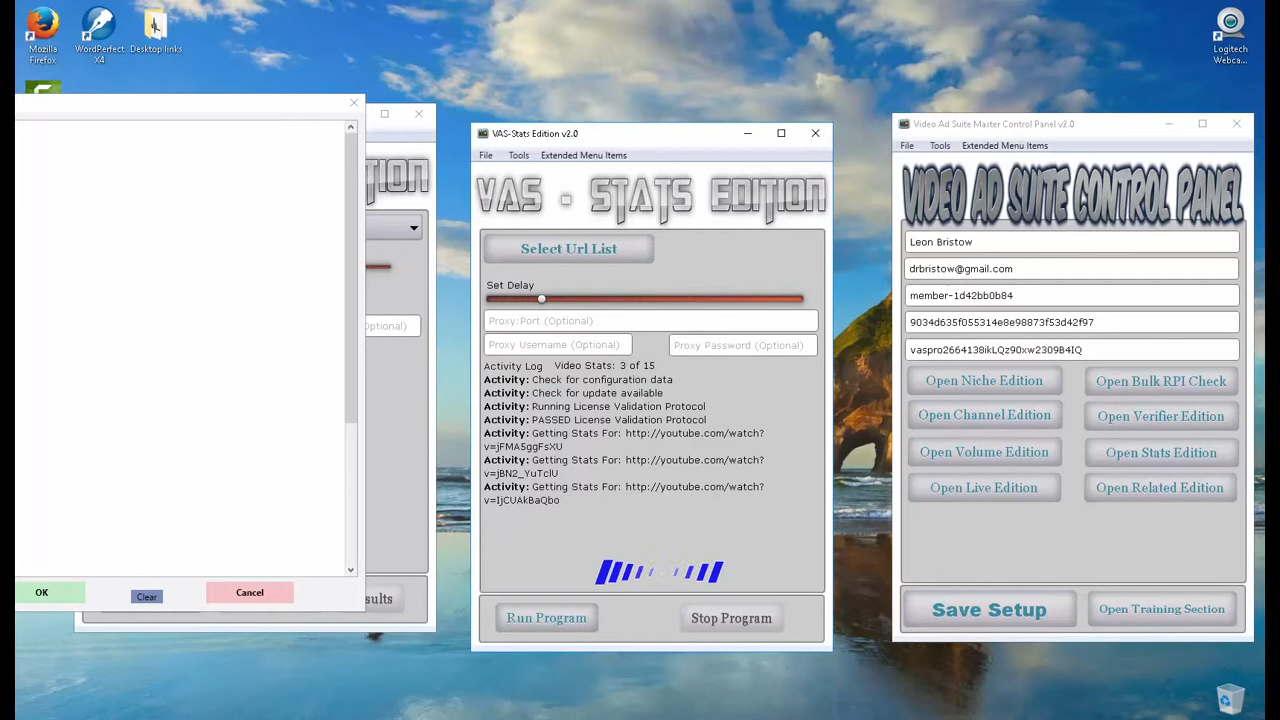 Mozilla
Firefox
WordPerfect
X4
Desktop links
Logitech
Webca...
ITION
(Optional)
OK
Clear
Cancel
sults
VAS-Stats Edition v2.0
File Tools Extended Menu Items
VAS - STATS EDITION
Select Url List
Set Delay
Proxy:Port (Optional)
Proxy Username (Optional) Proxy Password (Optional)
Activity Log Video Stats: 3 of 15
Activity: Check for configuration data
Activity: Check for update available
Activity: Running License Validation Protocol
Activity: PASSED License Validation Protocol
Activity: Getting Stats For: http://youtube.com/watch?
v=jFMA5ggFsXU
Activity: Getting Stats For: http://youtube.com/watch?
v=jBN2_YuTclU
Activity: Getting Stats For: http://youtube.com/watch?
v=IjCUAkBaQbo
Run Program Stop Program
Video Ad Suite Master Control Panel v2.0
File Tools Extended Menu Items
VIDEO AD SUITE CONTROL PANEL
Leon Bristow
drbristow@gmail.com
member-1d42bb0b84
9034d635f055314e8e98873f53d42f97
vaspro2664138ikLQz90xw2309B4IQ
Open Niche Edition Open Bulk RPI Check
Open Channel Edition Open Verifier Edition
Open Volume Edition Open Stats Edition
Open Live Edition Open Related Edition
Save Setup Open Training Section